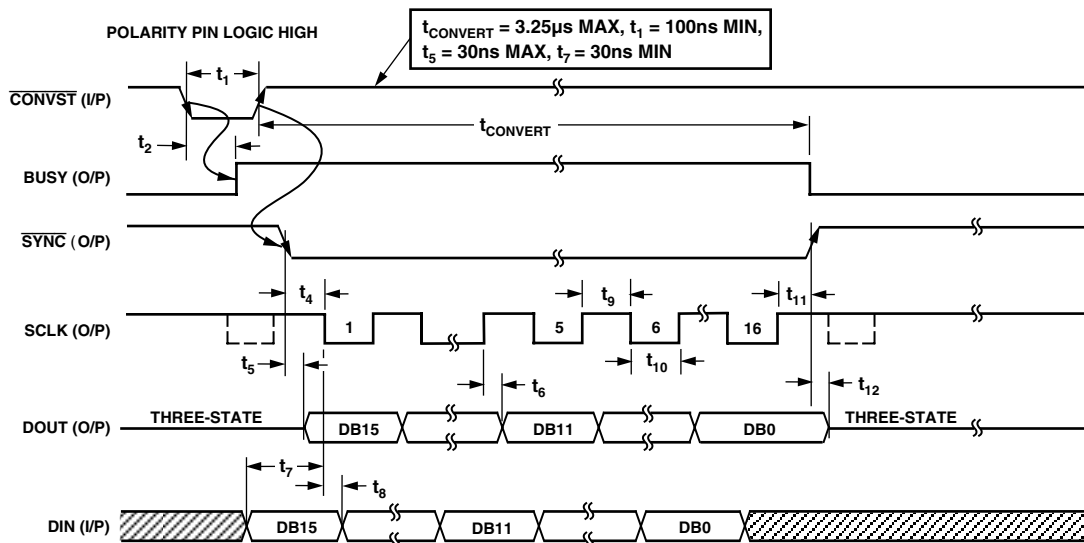 POLARITY PIN LOGIC HIGH
t_CONVERT = 3.25µs MAX, t_1 = 100ns MIN,
t_5 = 30ns MAX, t_7 = 30ns MIN
t_1
CONVST (I/P)
t_CONVERT
t_2
BUSY (O/P)
SYNC (O/P)
t_4
t_9
t_11
SCLK (O/P)
1
5
6
16
t_5
t_6
t_10
t_12
DOUT (O/P)
THREE-STATE
DB15
DB11
DB0
THREE-STATE
t_7
t_8
DIN (I/P)
DB15
DB11
DB0